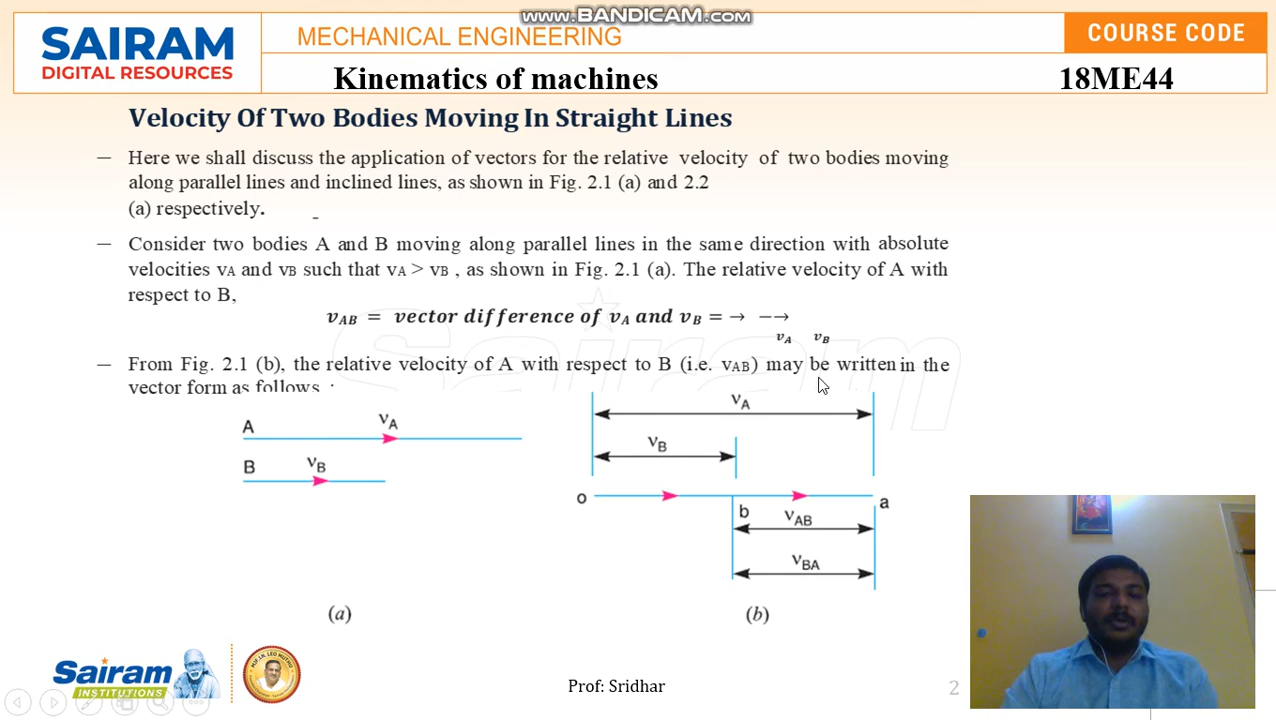 www.BANDICAM.com
SAIRAM
DIGITAL RESOURCES
MECHANICAL ENGINEERING
COURSE CODE
Kinematics of machines
18ME44
Velocity Of Two Bodies Moving In Straight Lines
— Here we shall discuss the application of vectors for the relative velocity of two bodies moving
along parallel lines and inclined lines, as shown in Fig. 2.1 (a) and 2.2
(a) respectively.
— Consider two bodies A and B moving along parallel lines in the same direction with absolute
velocities vA and vB such that vA > vB , as shown in Fig. 2.1 (a). The relative velocity of A with
respect to B,
vAB = vector difference of vA and vB = → −→
vA vB
— From Fig. 2.1 (b), the relative velocity of A with respect to B (i.e. vAB) may be written in the
vector form as follows :
A vA
B vB
vA
vB
o b a
vAB
vBA
(a)
(b)
Sairam
Sairam
INSTITUTIONS
Prof: Sridhar
2